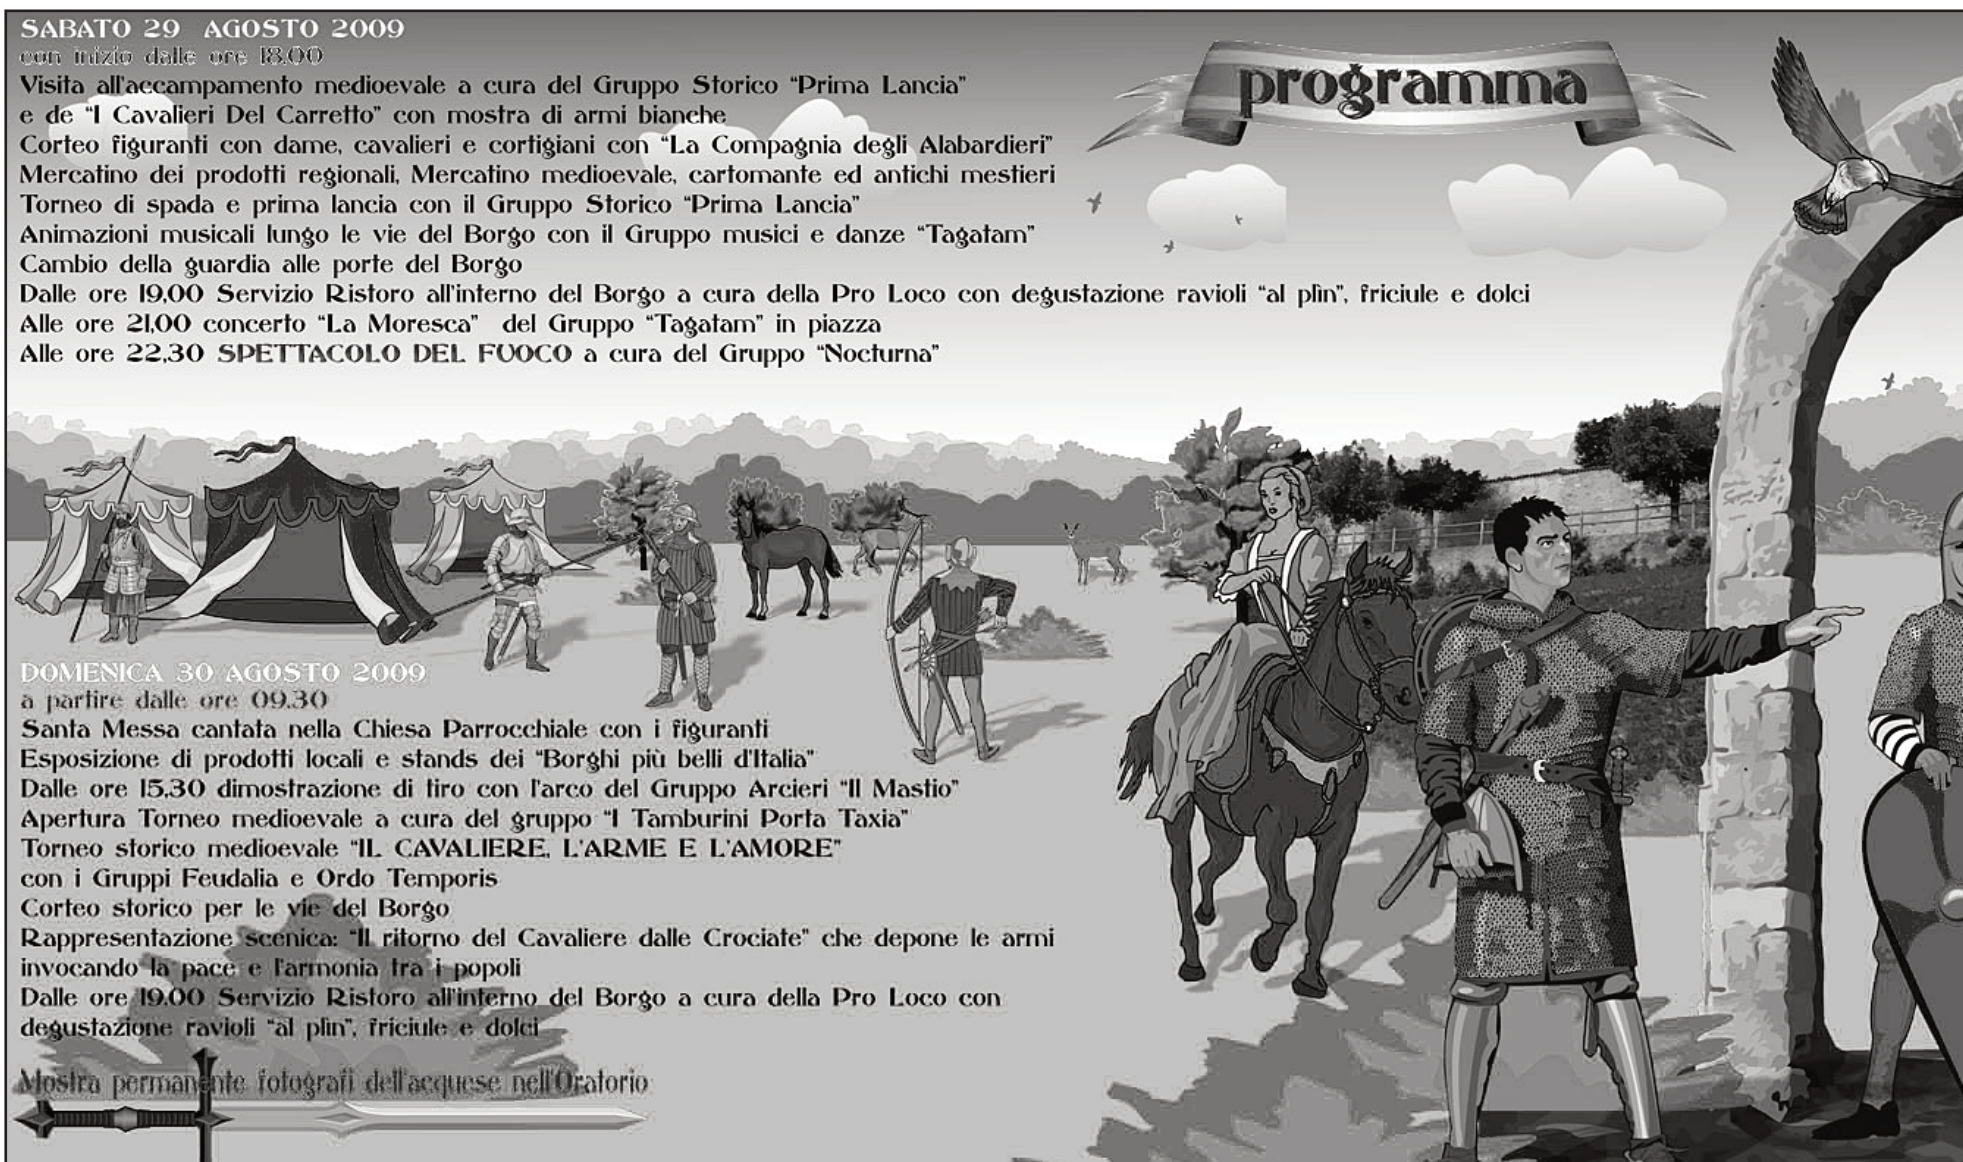 programma
SABATO 29 AGOSTO 2009
con inizio dalle ore 18.00
Visita all'accampamento medioevale a cura del Gruppo Storico "Prima Lancia"
e de "I Cavalieri Del Carretto" con mostra di armi bianche
Corteo figuranti con dame, cavalieri e cortigiani con "La Compagnia degli Alabardieri"
Mercatino dei prodotti regionali, Mercatino medioevale, cartomante ed antichi mestieri
Torneo di spada e prima lancia con il Gruppo Storico "Prima Lancia"
Animazioni musicali lungo le vie del Borgo con il Gruppo musici e danze "Tagatam"
Cambio della guardia alle porte del Borgo
Dalle ore 19,00 Servizio Ristoro all'interno del Borgo a cura della Pro Loco con degustazione ravioli "al plin", friciule e dolci
Alle ore 21,00 concerto "La Moresca" del Gruppo "Tagatam" in piazza
Alle ore 22,30 SPETTACOLO DEL FUOCO a cura del Gruppo "Nocturna"
DOMENICA 30 AGOSTO 2009
a partire dalle ore 09.30
Santa Messa cantata nella Chiesa Parrocchiale con i figuranti
Esposizione di prodotti locali e stands dei "Borghi più belli d'Italia"
Dalle ore 15,30 dimostrazione di tiro con l'arco del Gruppo Arcieri "Il Mastio"
Apertura Torneo medioevale a cura del gruppo "I Tamburini Porta Taxia"
Torneo storico medioevale "IL CAVALIERE, L'ARME E L'AMORE"
con i Gruppi Feudalia e Ordo Temporis
Corteo storico per le vie del Borgo
Rappresentazione scenica: "Il ritorno del Cavaliere dalle Crociate" che depone le armi
invocando la pace e l'armonia tra i popoli
Dalle ore 19.00 Servizio Ristoro all'interno del Borgo a cura della Pro Loco con
degustazione ravioli "al plin", friciule e dolci
Mostra permanente fotografi dell'acquese nell'Oratorio